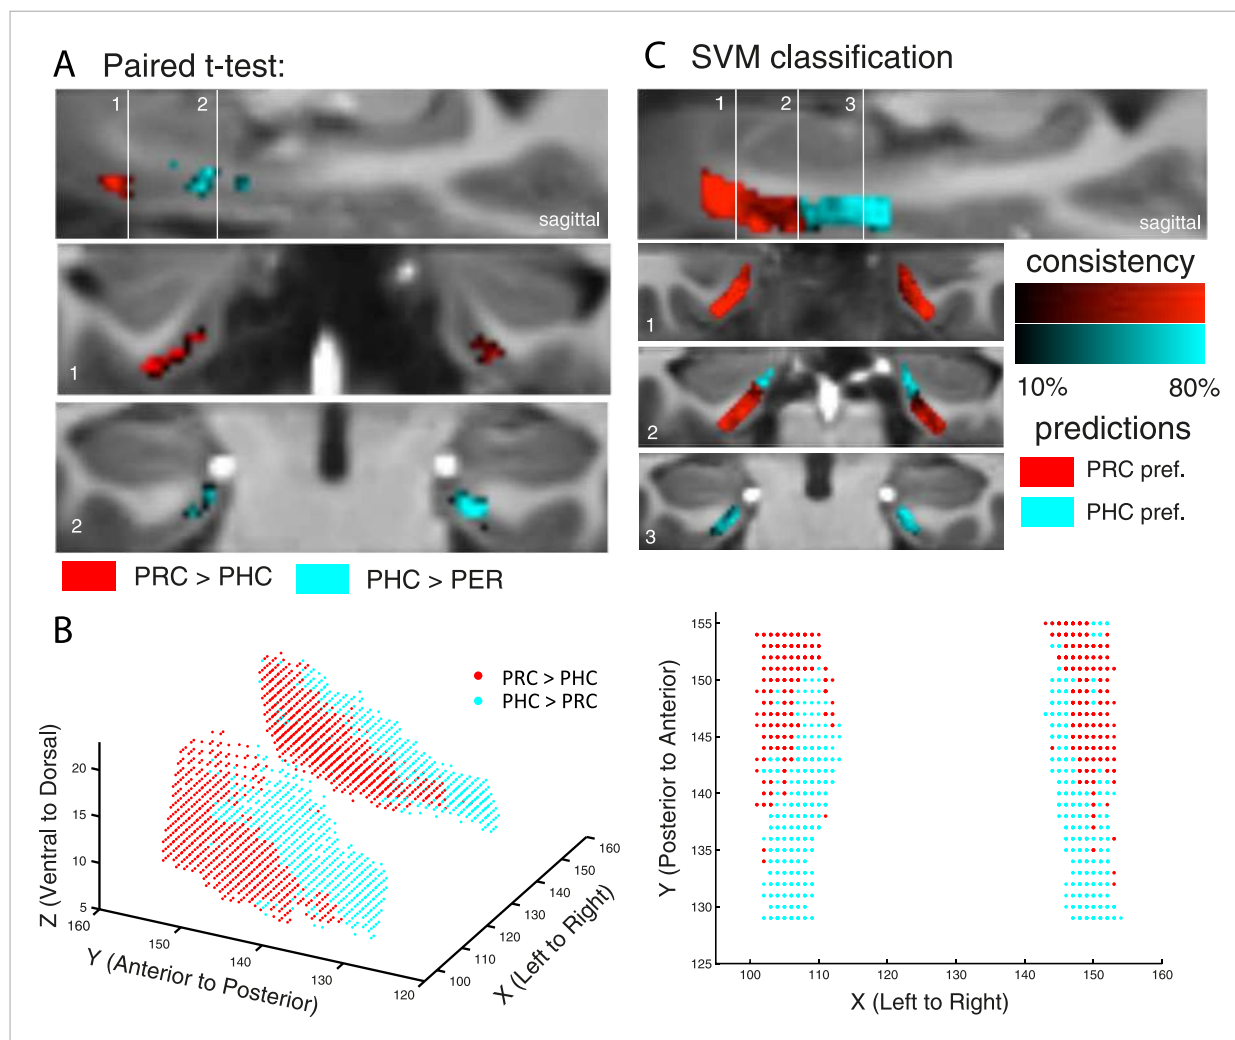 A Paired t-test:
1 2
sagittal
1
2
PRC > PHC PHC > PER
C SVM classification
1 2 3
sagittal
1
2
3
consistency
10% 80%
predictions
PRC pref.
PHC pref.
B
PRC > PHC
PHC > PRC
Z (Ventral to Dorsal)
20
15
10
5
160
150
140
130
120
Y (Anterior to Posterior)
100
110
120
130
140
150
160
X (Left to Right)
Y (Posterior to Anterior)
155
150
145
140
135
130
125
100 110 120 130 140 150 160
X (Left to Right)